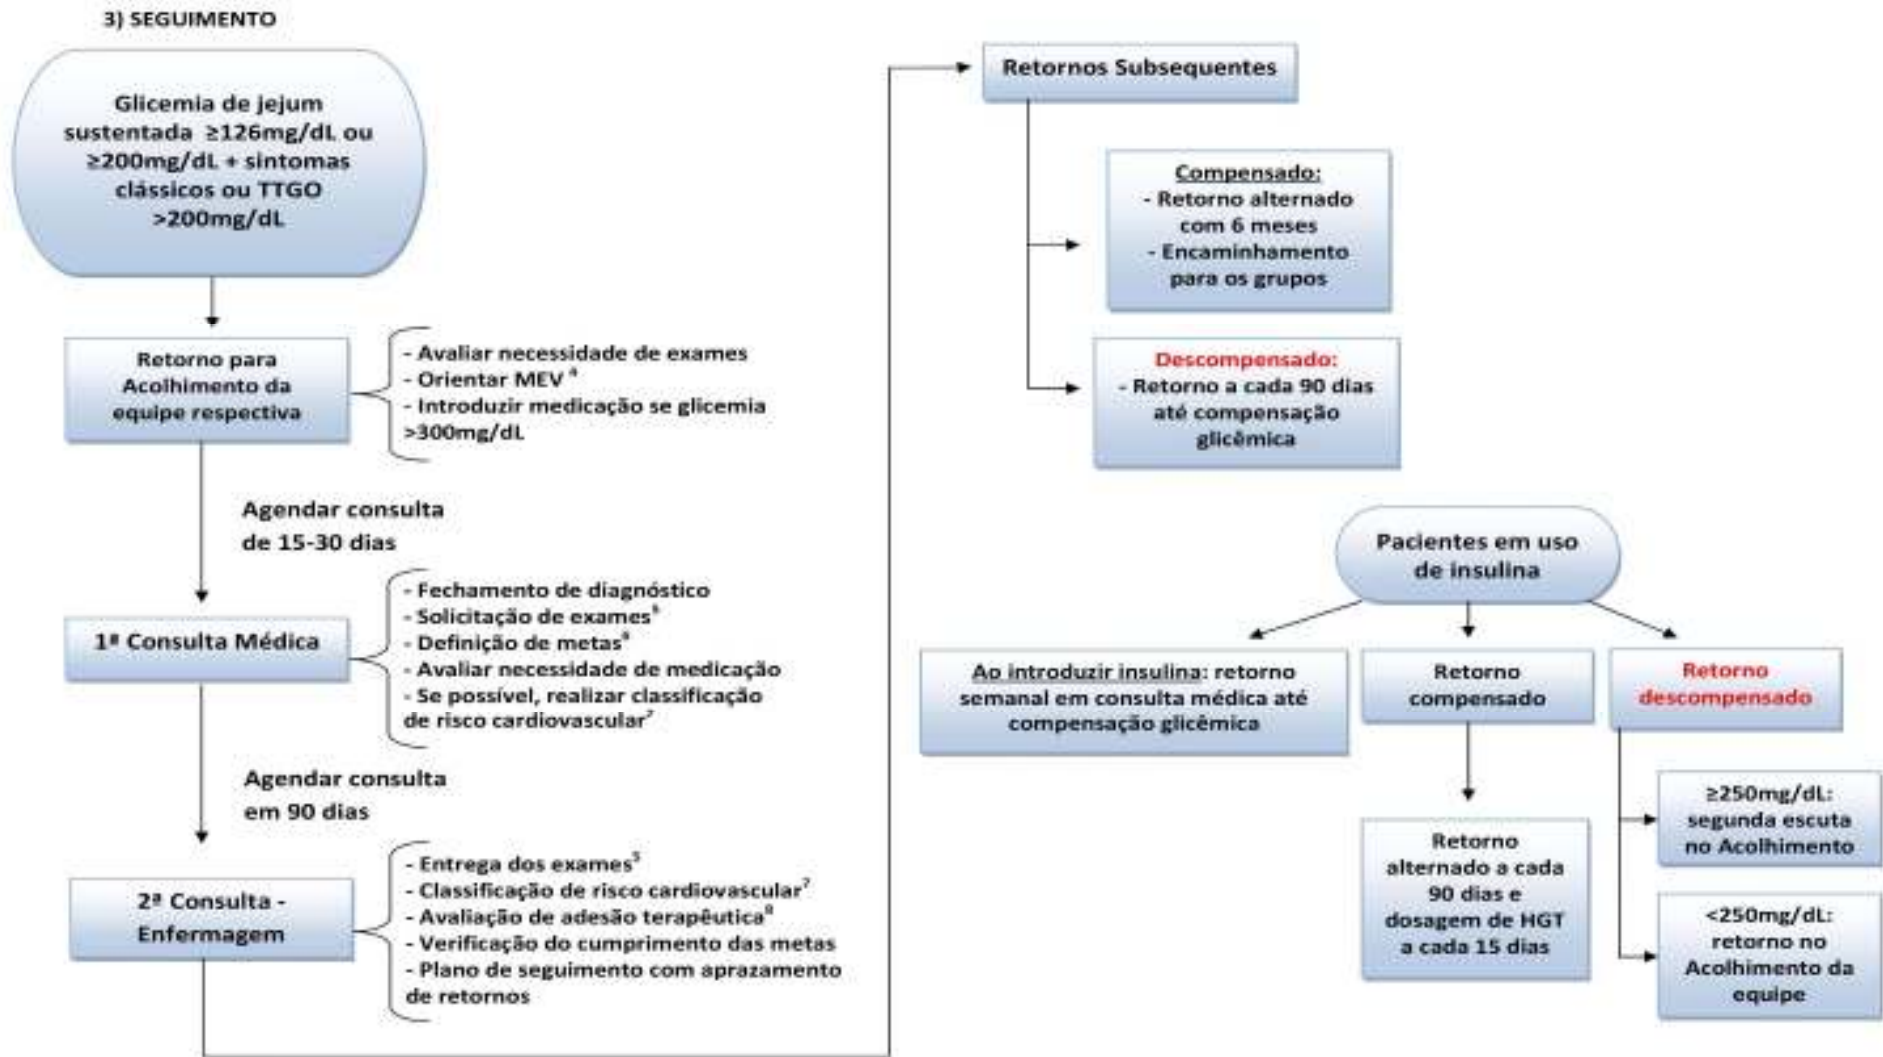 3) SEGUIMENTO
Glicemia de jejum
sustentada ≥126mg/dL ou
≥200mg/dL + sintomas
clássicos ou TTGO
>200mg/dL
Retorno para
Acolhimento da
equipe respectiva
- Avaliar necessidade de exames
- Orientar MEV ⁴
- Introduzir medicação se glicemia
>300mg/dL
Agendar consulta
de 15-30 dias
1ª Consulta Médica
- Fechamento de diagnóstico
- Solicitação de exames⁵
- Definição de metas⁶
- Avaliar necessidade de medicação
- Se possível, realizar classificação
de risco cardiovascular⁷
Agendar consulta
em 90 dias
2ª Consulta -
Enfermagem
- Entrega dos exames⁵
- Classificação de risco cardiovascular⁷
- Avaliação de adesão terapêutica⁸
- Verificação do cumprimento das metas
- Plano de seguimento com aprazamento
de retornos
Retornos Subsequentes
Compensado:
- Retorno alternado
com 6 meses
- Encaminhamento
para os grupos
Descompensado:
- Retorno a cada 90 dias
até compensação
glicêmica
Pacientes em uso
de insulina
Ao introduzir insulina: retorno
semanal em consulta médica até
compensação glicêmica
Retorno
compensado
Retorno
descompensado
Retorno
alternado a cada
90 dias e
dosagem de HGT
a cada 15 dias
≥250mg/dL:
segunda escuta
no Acolhimento
<250mg/dL:
retorno no
Acolhimento da
equipe